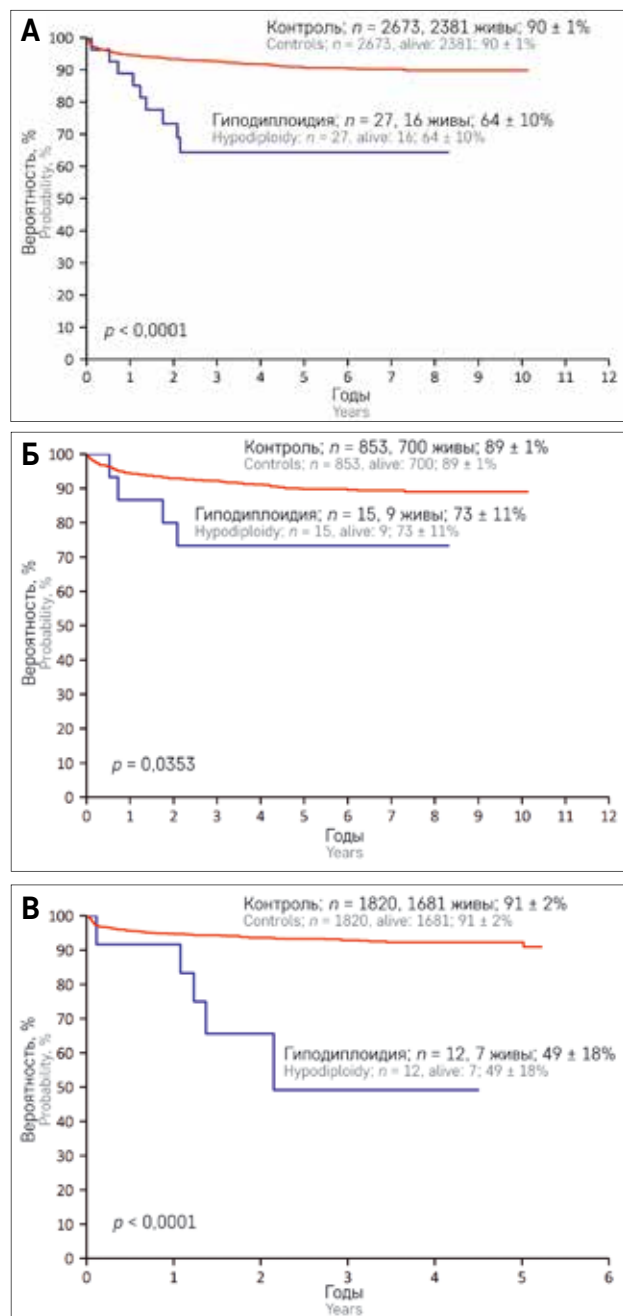 А
Контроль; n = 2673, 2381 живы; 90 ± 1%
Controls; n = 2673, alive: 2381; 90 ± 1%
100
90
80
70
60
50
40
30
20
10
0
Вероятность, %
Probability, %
Гиподиплоидия; n = 27, 16 живы; 64 ± 10%
Hypodiploidy; n = 27, alive: 16; 64 ± 10%
p < 0,0001
0 1 2 3 4 5 6 7 8 9 10 11 12
Годы
Years
Б
Контроль; n = 853, 700 живы; 89 ± 1%
Controls; n = 853, alive: 700; 89 ± 1%
100
90
80
70
60
50
40
30
20
10
0
Вероятность, %
Probability, %
Гиподиплоидия; n = 15, 9 живы; 73 ± 11%
Hypodiploidy; n = 15, alive: 9; 73 ± 11%
p = 0,0353
0 1 2 3 4 5 6 7 8 9 10 11 12
Годы
Years
В
Контроль; n = 1820, 1681 живы; 91 ± 2%
Controls; n = 1820, alive: 1681; 91 ± 2%
100
90
80
70
60
50
40
30
20
10
0
Вероятность, %
Probability, %
Гиподиплоидия; n = 12, 7 живы; 49 ± 18%
Hypodiploidy; n = 12, alive: 7; 49 ± 18%
p < 0,0001
0 1 2 3 4 5 6
Годы
Years